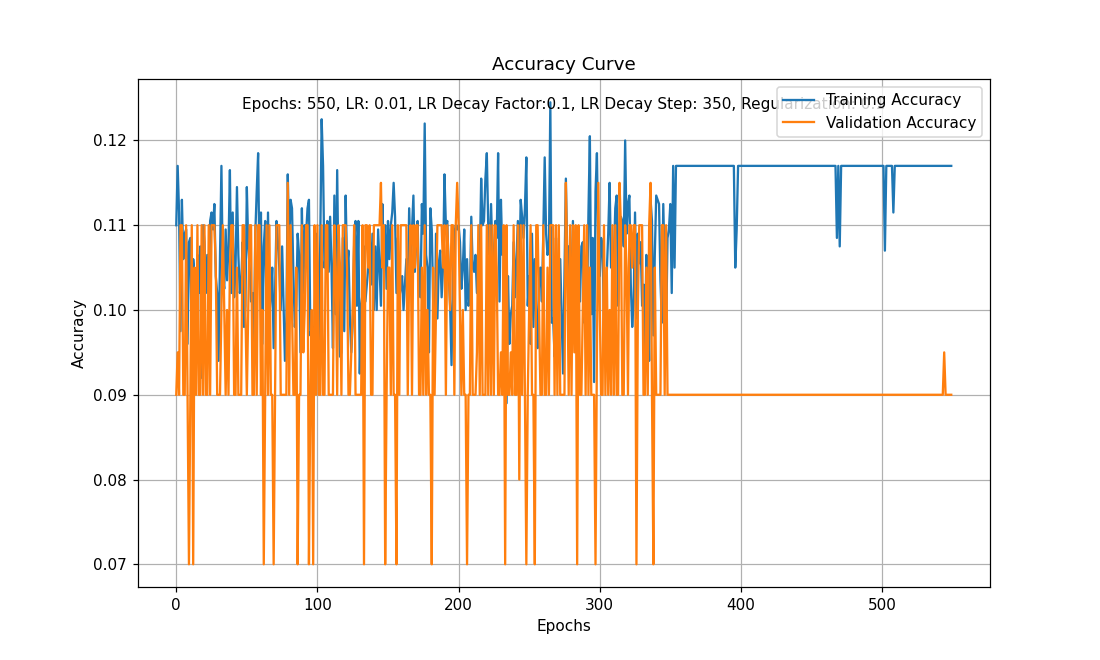 Accuracy Curve
Epochs: 550, LR: 0.01, LR Decay Factor:0.1, LR Decay Step: 350, Regularization:
Training Accuracy
Validation Accuracy
0.12
0.11
0.10
0.09
0.08
0.07
Accuracy
0
100
200
300
400
500
Epochs